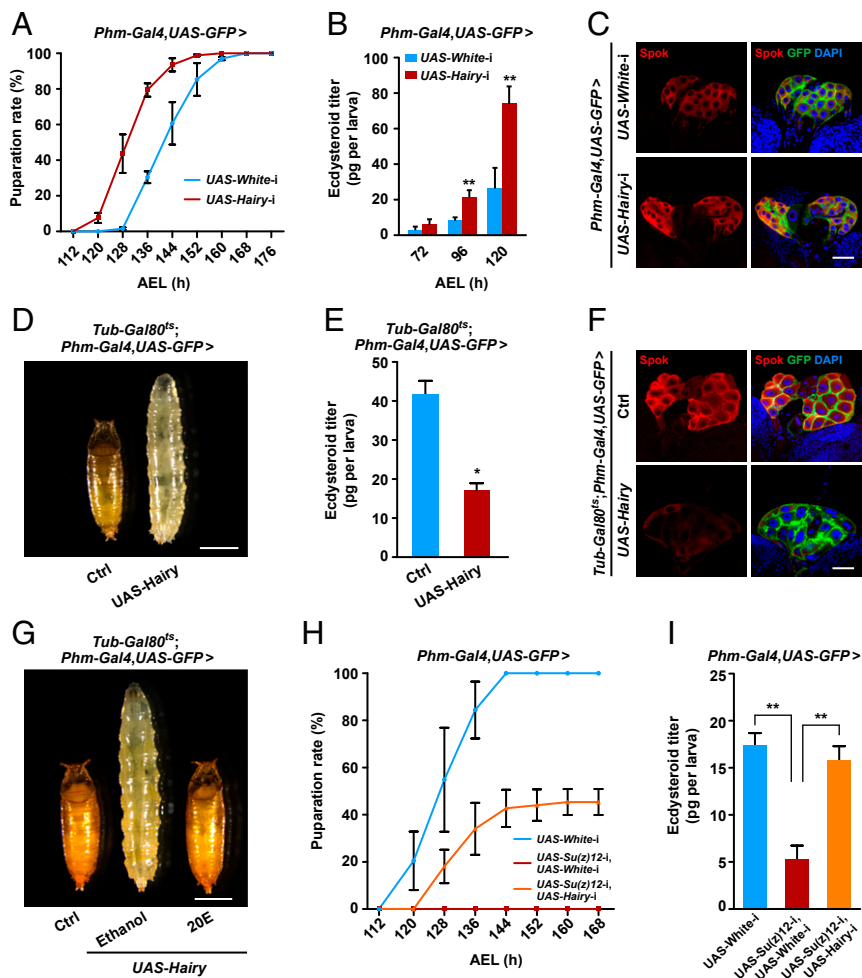 A
Phm-Gal4,UAS-GFP>
Pupariation rate (%)
100
80
60
40
20
0
UAS-White-i
UAS-Hairy-i
112 120 128 136 144 152 160 168 176
AEL (h)
B
Phm-Gal4,UAS-GFP>
Ecdysteroid titer
(pg per larva)
100
80
60
40
20
0
UAS-White-i
UAS-Hairy-i
**
**
72 96 120
AEL (h)
C
Phm-Gal4,UAS-GFP>
UAS-White-i
UAS-Hairy-i
Spok
Spok GFP DAPI
D
Tub-Gal80ts;
Phm-Gal4,UAS-GFP>
Ctrl
UAS-Hairy
E
Tub-Gal80ts;
Phm-Gal4,UAS-GFP>
Ecdysteroid titer
(pg per larva)
50
40
30
20
10
0
*
Ctrl
UAS-Hairy
F
Tub-Gal80ts;Phm-Gal4,UAS-GFP>
Ctrl
UAS-Hairy
Spok
Spok GFP DAPI
G
Tub-Gal80ts;
Phm-Gal4,UAS-GFP>
Ctrl
Ethanol
20E
UAS-Hairy
H
Phm-Gal4,UAS-GFP>
Puparation rate (%)
100
80
60
40
20
0
UAS-White-i
UAS-Su(z)12-i,
UAS-White-i
UAS-Su(z)12-i,
UAS-Hairy-i
112 120 128 136 144 152 160 168
AEL (h)
I
Phm-Gal4,UAS-GFP>
Ecdysteroid titer
(pg per larva)
25
20
15
10
5
0
**
**
UAS-White-i
UAS-Su(z)12-i,
UAS-White-i
UAS-Su(z)12-i,
UAS-Hairy-i